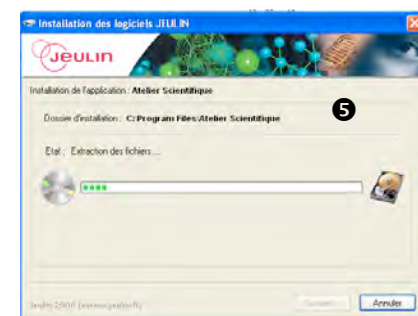 Installation des logiciels JEULIN
Jeulin
Installation de l'application : Atelier Scientifique
Dossier d'installation : C:\Program Files\Atelier Scientifique
5
Etat : Extraction des fichiers...
Annuler